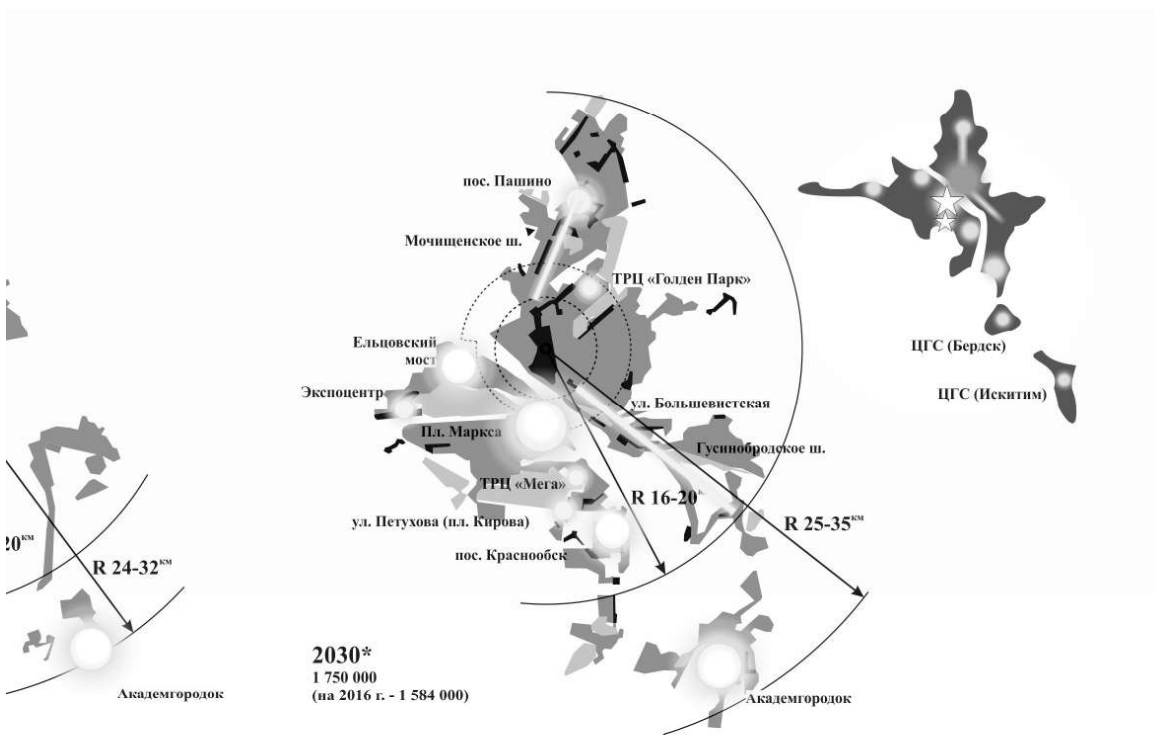 пос. Пашино
Мочищенское ш.
ТРЦ «Голден Парк»
Ельцовский
мост
Экспоцентр
ул. Большевистская
Пл. Маркса
Гусинобродское ш.
ТРЦ «Мега»
R 16-20
ул. Петухова (пл. Кирова)
R 25-35км
пос. Краснообск
20км
R 24-32км
Академгородок
2030*
1 750 000
(на 2016 г. - 1 584 000)
Академгородок
ЦГС (Бердск)
ЦГС (Искитим)